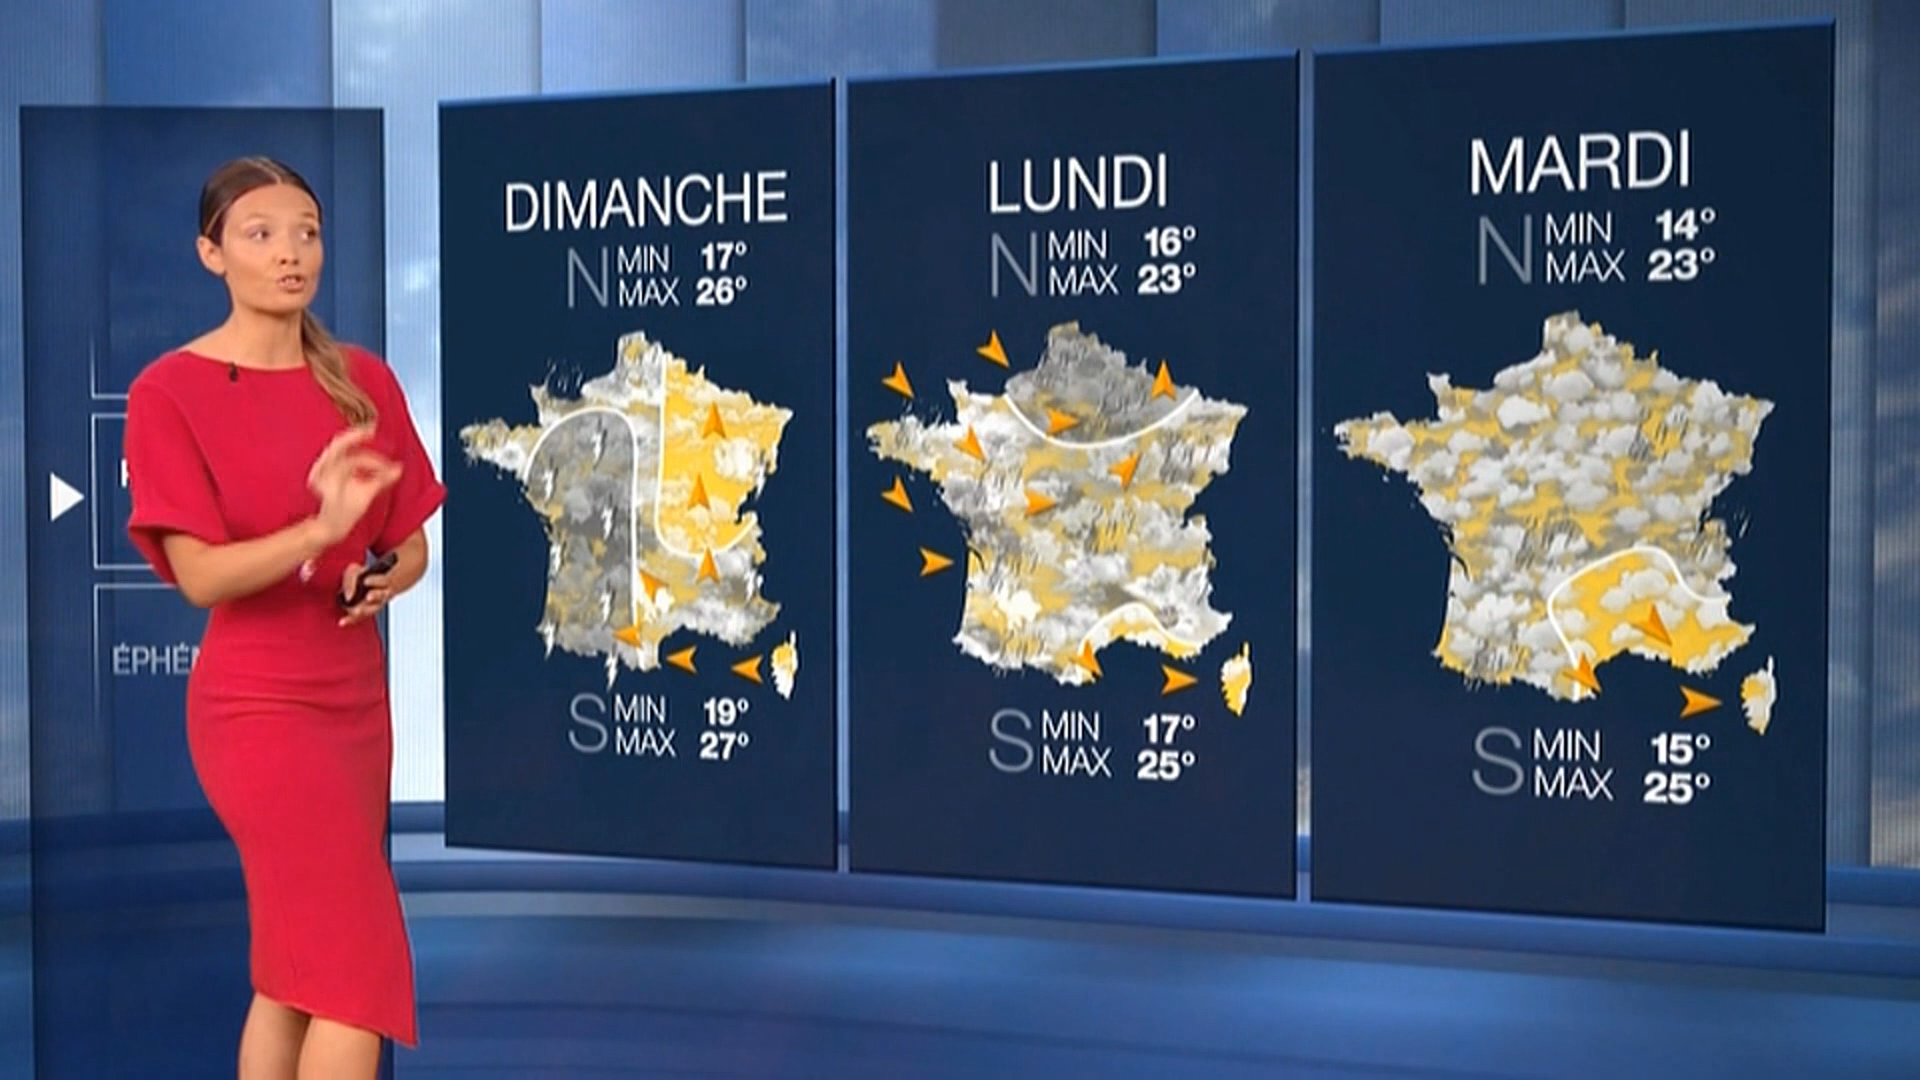 DIMANCHE
N MIN 17°
MAX 26°
S MIN 19°
MAX 27°
LUNDI
N MIN 16°
MAX 23°
S MIN 17°
MAX 25°
MARDI
N MIN 14°
MAX 23°
S MIN 15°
MAX 25°
ÉPHÉ